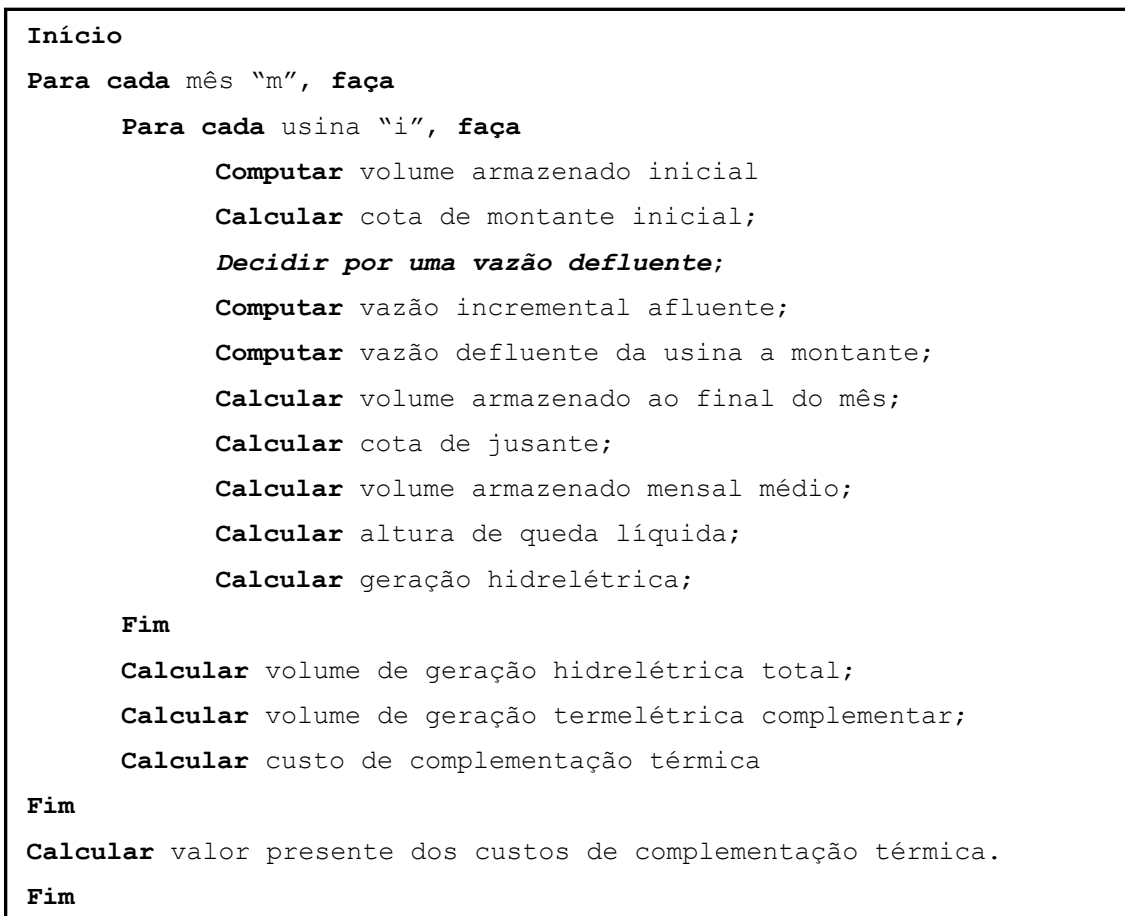 Início
Para cada mês “m”, faça
Para cada usina “i”, faça
Computar volume armazenado inicial
Calcular cota de montante inicial;
Decidir por uma vazão defluente;
Computar vazão incremental afluente;
Computar vazão defluente da usina a montante;
Calcular volume armazenado ao final do mês;
Calcular cota de jusante;
Calcular volume armazenado mensal médio;
Calcular altura de queda líquida;
Calcular geração hidrelétrica;
Fim
Calcular volume de geração hidrelétrica total;
Calcular volume de geração termelétrica complementar;
Calcular custo de complementação térmica
Fim
Calcular valor presente dos custos de complementação térmica.
Fim